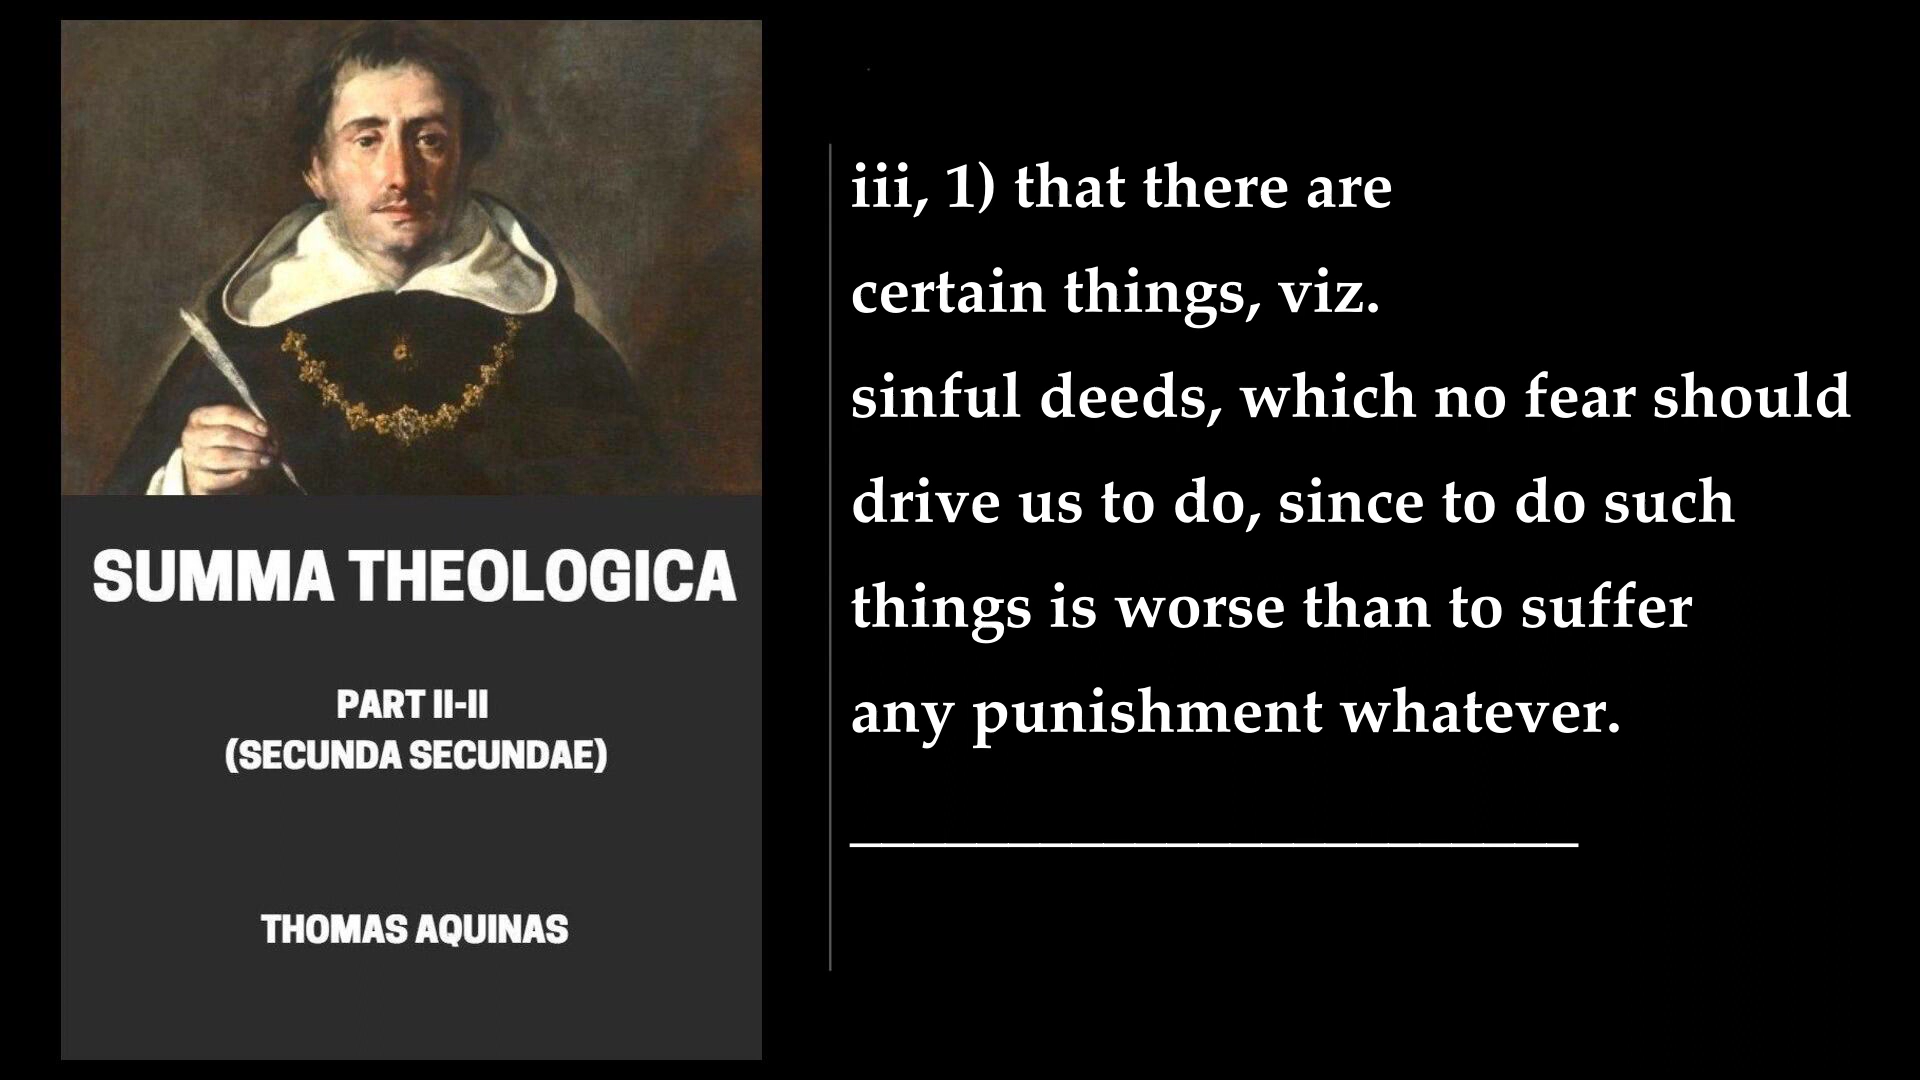 SUMMA THEOLOGICA
PART II-II
(SECUNDA SECUNDAE)
THOMAS AQUINAS
iii, 1) that there are
certain things, viz.
sinful deeds, which no fear should
drive us to do, since to do such
things is worse than to suffer
any punishment whatever.